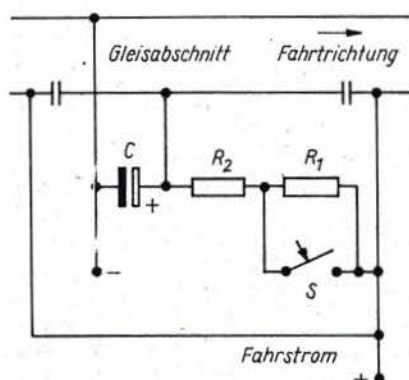 Gleisabschnitt Fahrtrichtung
C
R2 R1
+
-
S
Fahrstrom
+